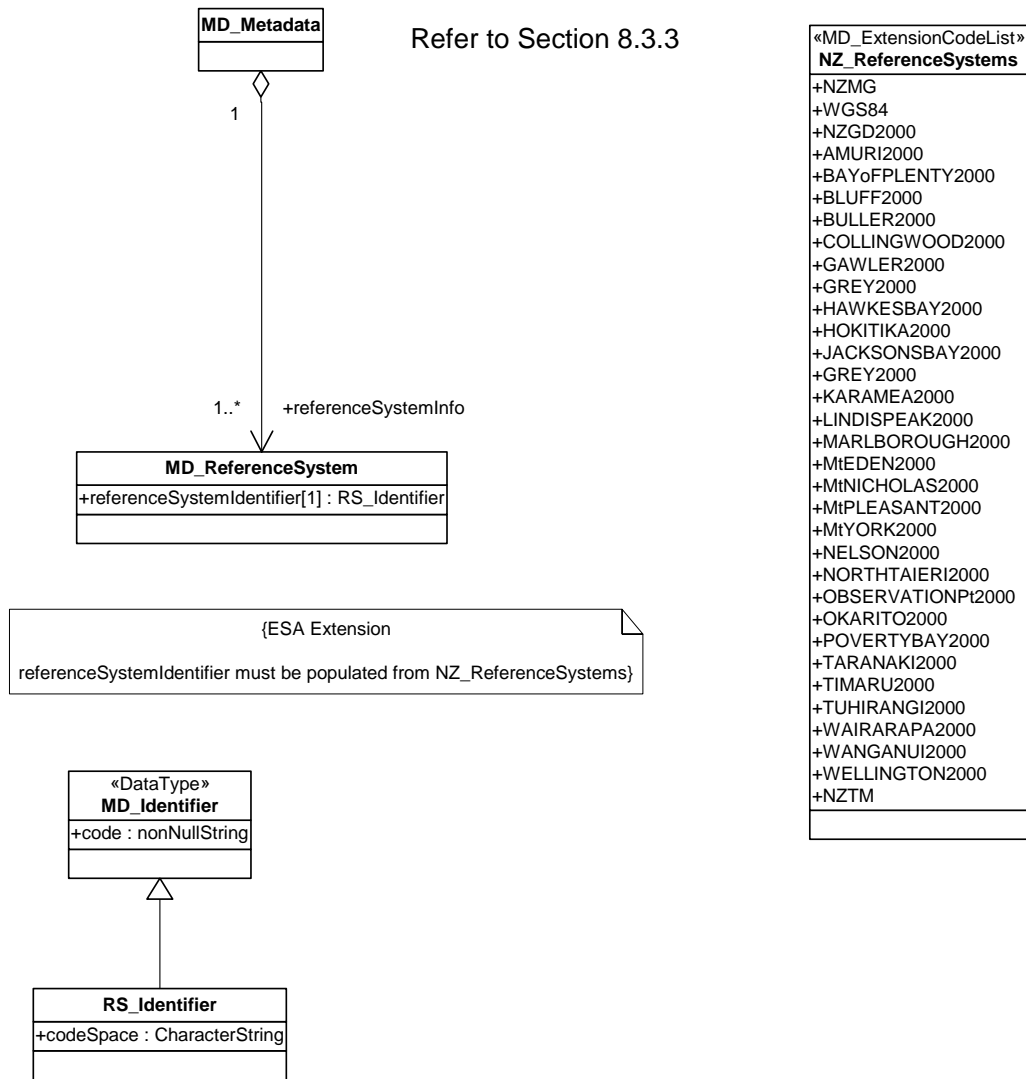 MD_Metadata
Refer to Section 8.3.3
1
1..*
+referenceSystemInfo
MD_ReferenceSystem
+referenceSystemIdentifier[1] : RS_Identifier
{ESA Extension
referenceSystemIdentifier must be populated from NZ_ReferenceSystems}
«DataType»
MD_Identifier
+code : nonNullString
RS_Identifier
+codeSpace : CharacterString
«MD_ExtensionCodeList»
NZ_ReferenceSystems
+NZMG
+WGS84
+NZGD2000
+AMURI2000
+BAYoFPLENTY2000
+BLUFF2000
+BULLER2000
+COLLINGWOOD2000
+GAWLER2000
+GREY2000
+HAWKESBAY2000
+HOKITIKA2000
+JACKSONSBAY2000
+GREY2000
+KARAMEA2000
+LINDISPEAK2000
+MARLBOROUGH2000
+MtEDEN2000
+MtNICHOLAS2000
+MtPLEASANT2000
+MtYORK2000
+NELSON2000
+NORTHTAIERI2000
+OBSERVATIONPt2000
+OKARITO2000
+POVERTYBAY2000
+TARANAKI2000
+TIMARU2000
+TUHIRANGI2000
+WAIRARAPA2000
+WANGANUI2000
+WELLINGTON2000
+NZTM